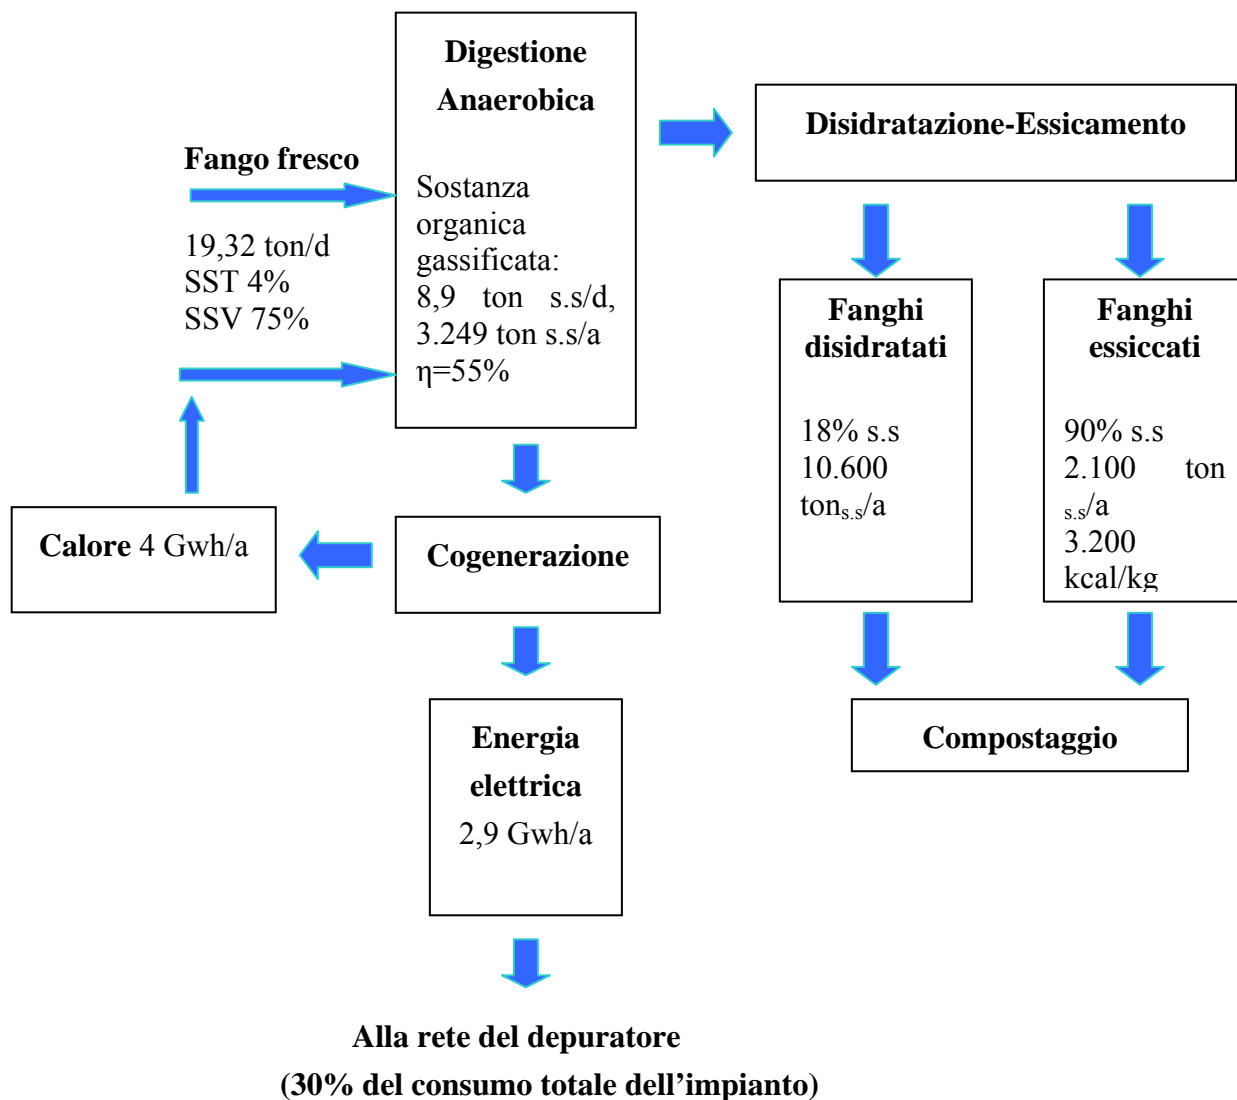 Digestione
Anaerobica
Sostanza
organica
gassificata:
8,9 ton s.s/d,
3.249 ton s.s/a
η=55%
Disidratazione-Essicamento
Fango fresco
19,32 ton/d
SST 4%
SSV 75%
Fanghi
disidratati
18% s.s
10.600
ton s.s/a
Fanghi
essiccati
90% s.s
2.100 ton
s.s/a
3.200
kcal/kg
Calore 4 Gwh/a
Cogenerazione
Energia
elettrica
2,9 Gwh/a
Compostaggio
Alla rete del depuratore
(30% del consumo totale dell’impianto)